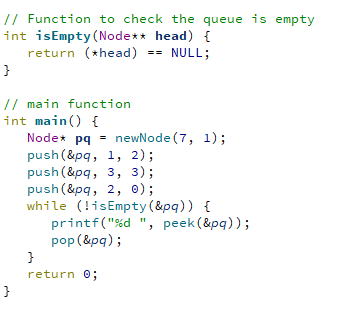 // Function to check the queue is empty
int isEmpty(Node** head) {
   return (*head) == NULL;
}

// main function
int main() {
   Node* pq = newNode(7, 1);
   push(&pq, 1, 2);
   push(&pq, 3, 3);
   push(&pq, 2, 0);
   while (!isEmpty(&pq)) {
      printf("%d ", peek(&pq));
      pop(&pq);
   }
   return 0;
}